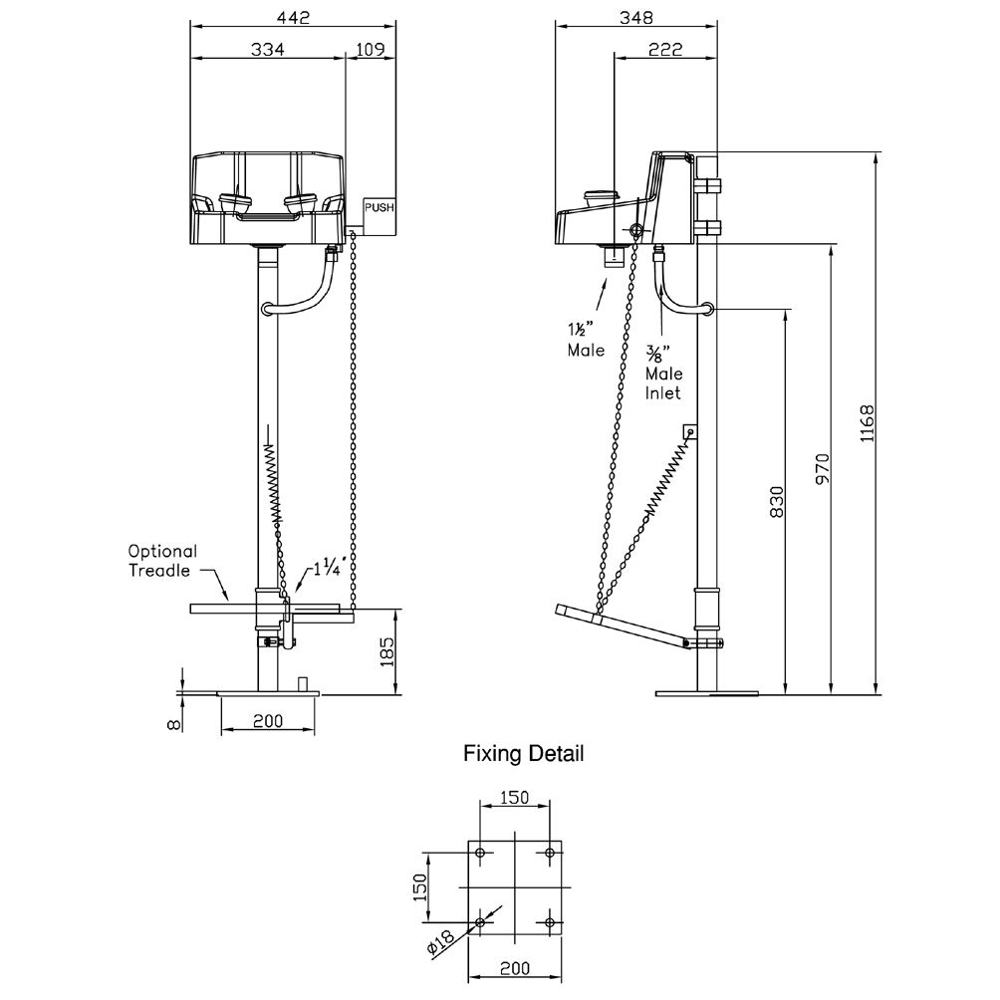 442
348
334
109
222
PUSH
1½"
Male
⅜"
Male
Inlet
1168
970
830
Optional
Treadle
1¼"
185
8
200
Fixing Detail
150
150
Ø18
200